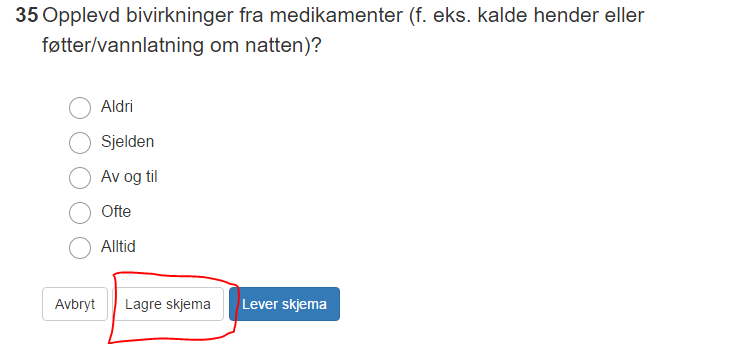 35 Opplevd bivirkninger fra medikamenter (f. eks. kalde hender eller
føtter/vannlatning om natten)?
Aldri
Sjelden
Av og til
Ofte
Alltid
Avbryt Lagre skjema Lever skjema